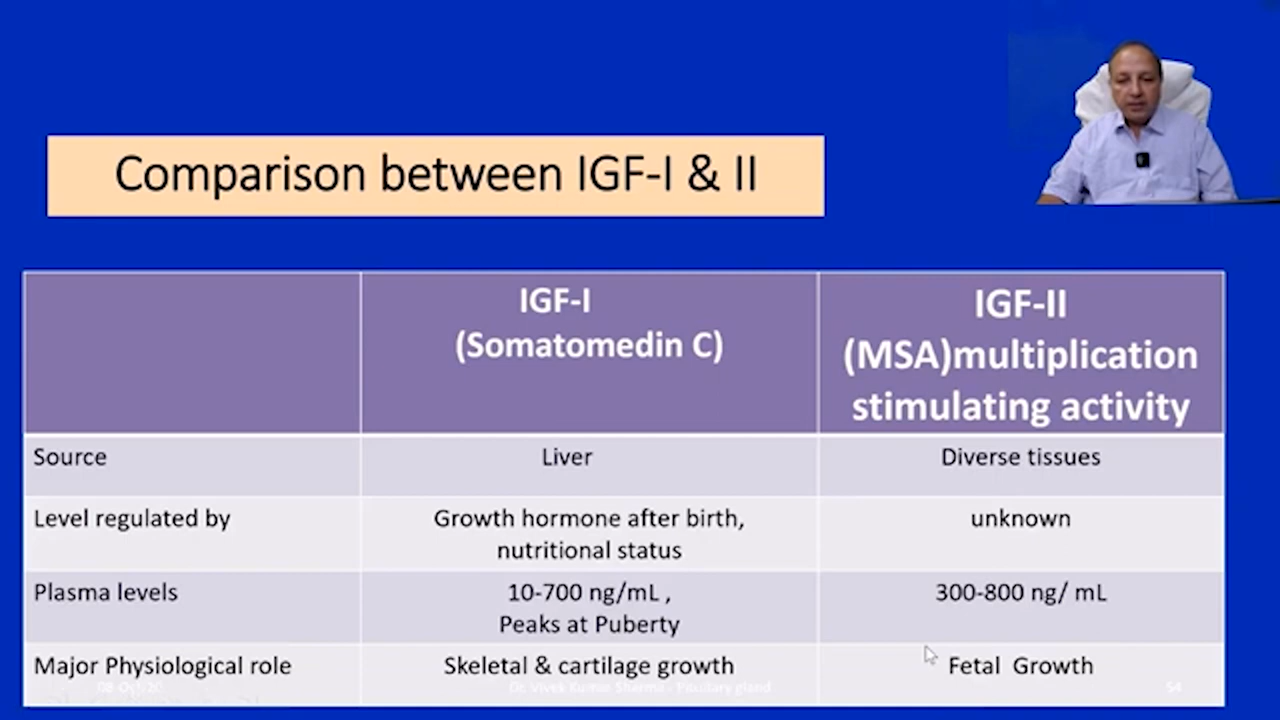 Comparison between IGF-I & II
IGF-I
(Somatomedin C)
IGF-II
(MSA)multiplication
stimulating activity
Source
Liver
Diverse tissues
Level regulated by
Growth hormone after birth,
nutritional status
unknown
Plasma levels
10-700 ng/mL ,
Peaks at Puberty
300-800 ng/ mL
Major Physiological role
Skeletal & cartilage growth
Fetal Growth
Dr. Vivek Kumar Sharma - Pituitary gland
54